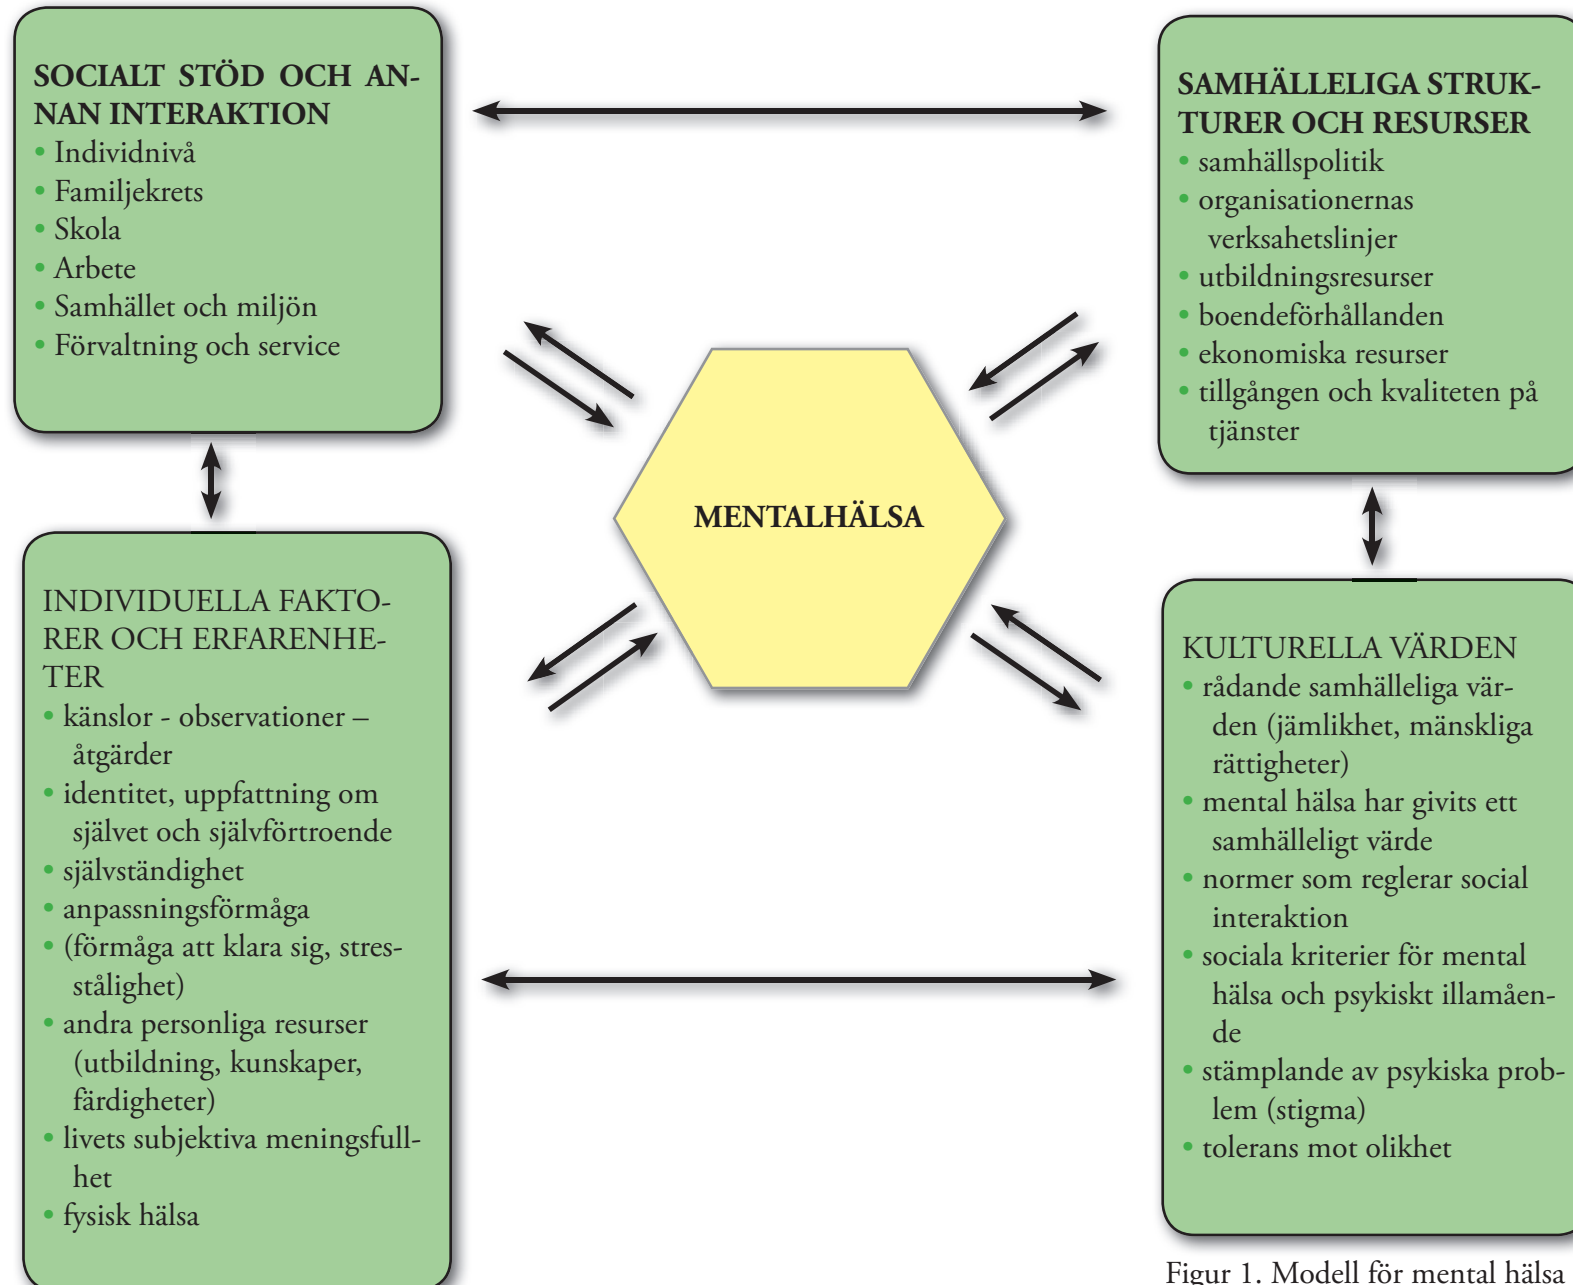 SOCIALT STÖD OCH AN-
NAN INTERAKTION
• Individnivå
• Familjekrets
• Skola
• Arbete
• Samhället och miljön
• Förvaltning och service
SAMHÄLLELIGA STRUK-
TURER OCH RESURSER
• samhällspolitik
• organisationernas
verksahetslinjer
• utbildningsresurser
• boendeförhållanden
• ekonomiska resurser
• tillgången och kvaliteten på
tjänster
MENTALHÄLSA
INDIVIDUELLA FAKTO-
RER OCH ERFARENHE-
TER
• känslor - observationer –
åtgärder
• identitet, uppfattning om
självet och självförtroende
• självständighet
• anpassningsförmåga
• (förmåga att klara sig, stres-
stålighet)
• andra personliga resurser
(utbildning, kunskaper,
färdigheter)
• livets subjektiva meningsfull-
het
• fysisk hälsa
KULTURELLA VÄRDEN
• rådande samhälleliga vär-
den (jämlikhet, mänskliga
rättigheter)
• mental hälsa har givits ett
samhälleligt värde
• normer som reglerar social
interaktion
• sociala kriterier för mental
hälsa och psykiskt illamåen-
de
• stämplande av psykiska prob-
lem (stigma)
• tolerans mot olikhet
Figur 1. Modell för mental hälsa